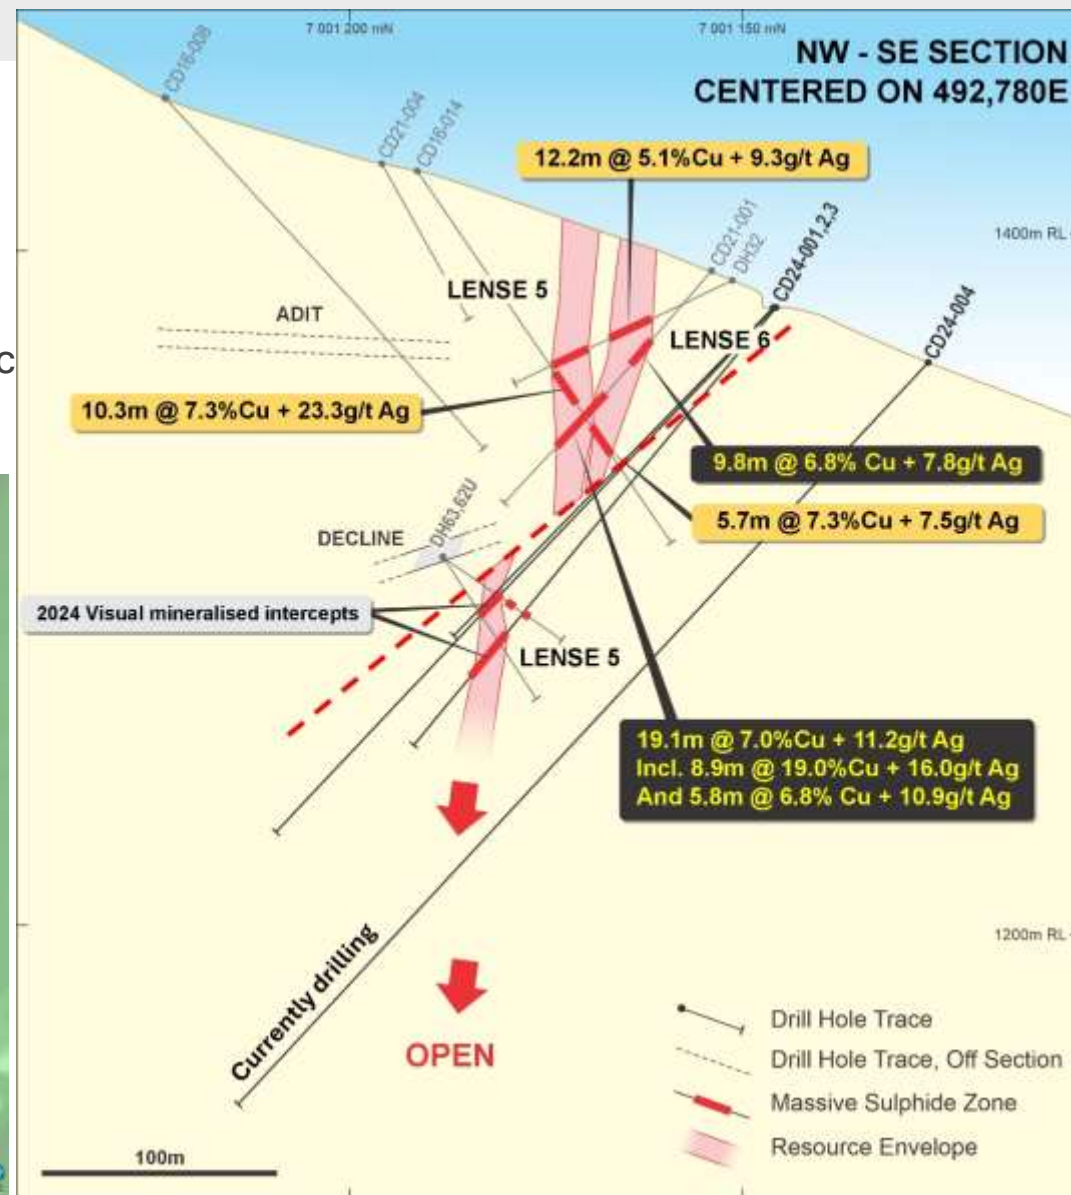 7 001 200 mN
7 001 150 mN
NW - SE SECTION
CENTERED ON 492,780E
CD16-008
CD21-004
CD16-014
12.2m @ 5.1%Cu + 9.3g/t Ag
CD21-001
DH32
CD24-001,2,3
1400m RL
LENSE 5
ADIT
LENSE 6
CD24-004
C
10.3m @ 7.3%Cu + 23.3g/t Ag
9.8m @ 6.8% Cu + 7.8g/t Ag
DH63,62U
5.7m @ 7.3%Cu + 7.5g/t Ag
DECLINE
2024 Visual mineralised intercepts
LENSE 5
19.1m @ 7.0%Cu + 11.2g/t Ag
Incl. 8.9m @ 19.0%Cu + 16.0g/t Ag
And 5.8m @ 6.8% Cu + 10.9g/t Ag
1200m RL
Currently drilling
OPEN
Drill Hole Trace
Drill Hole Trace, Off Section
Massive Sulphide Zone
Resource Envelope
100m